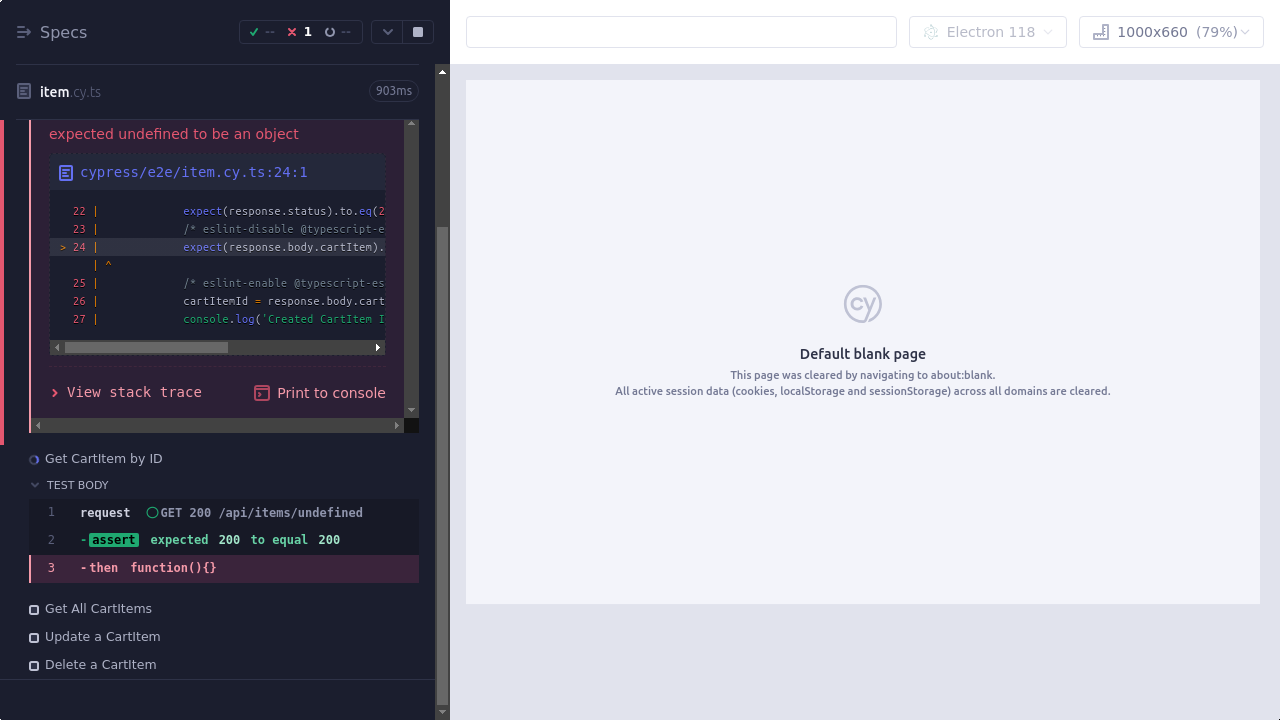 Specs
-- 1 --
Electron 118
1000x660 (79%)
item.cy.ts
903ms
expected undefined to be an object
cypress/e2e/item.cy.ts:24:1
22 | expect(response.status).to.eq(2
23 | /* eslint-disable @typescript-e
> 24 | expect(response.body.cartItem).
| ^
25 | /* eslint-enable @typescript-es
26 | cartItemId = response.body.cart
27 | console.log('Created CartItem I
View stack trace
Print to console
Get CartItem by ID
TEST BODY
1 request GET 200 /api/items/undefined
2 -assert expected 200 to equal 200
3 -then function(){}
Get All CartItems
Update a CartItem
Delete a CartItem
cy
Default blank page
This page was cleared by navigating to about:blank.
All active session data (cookies, localStorage and sessionStorage) across all domains are cleared.